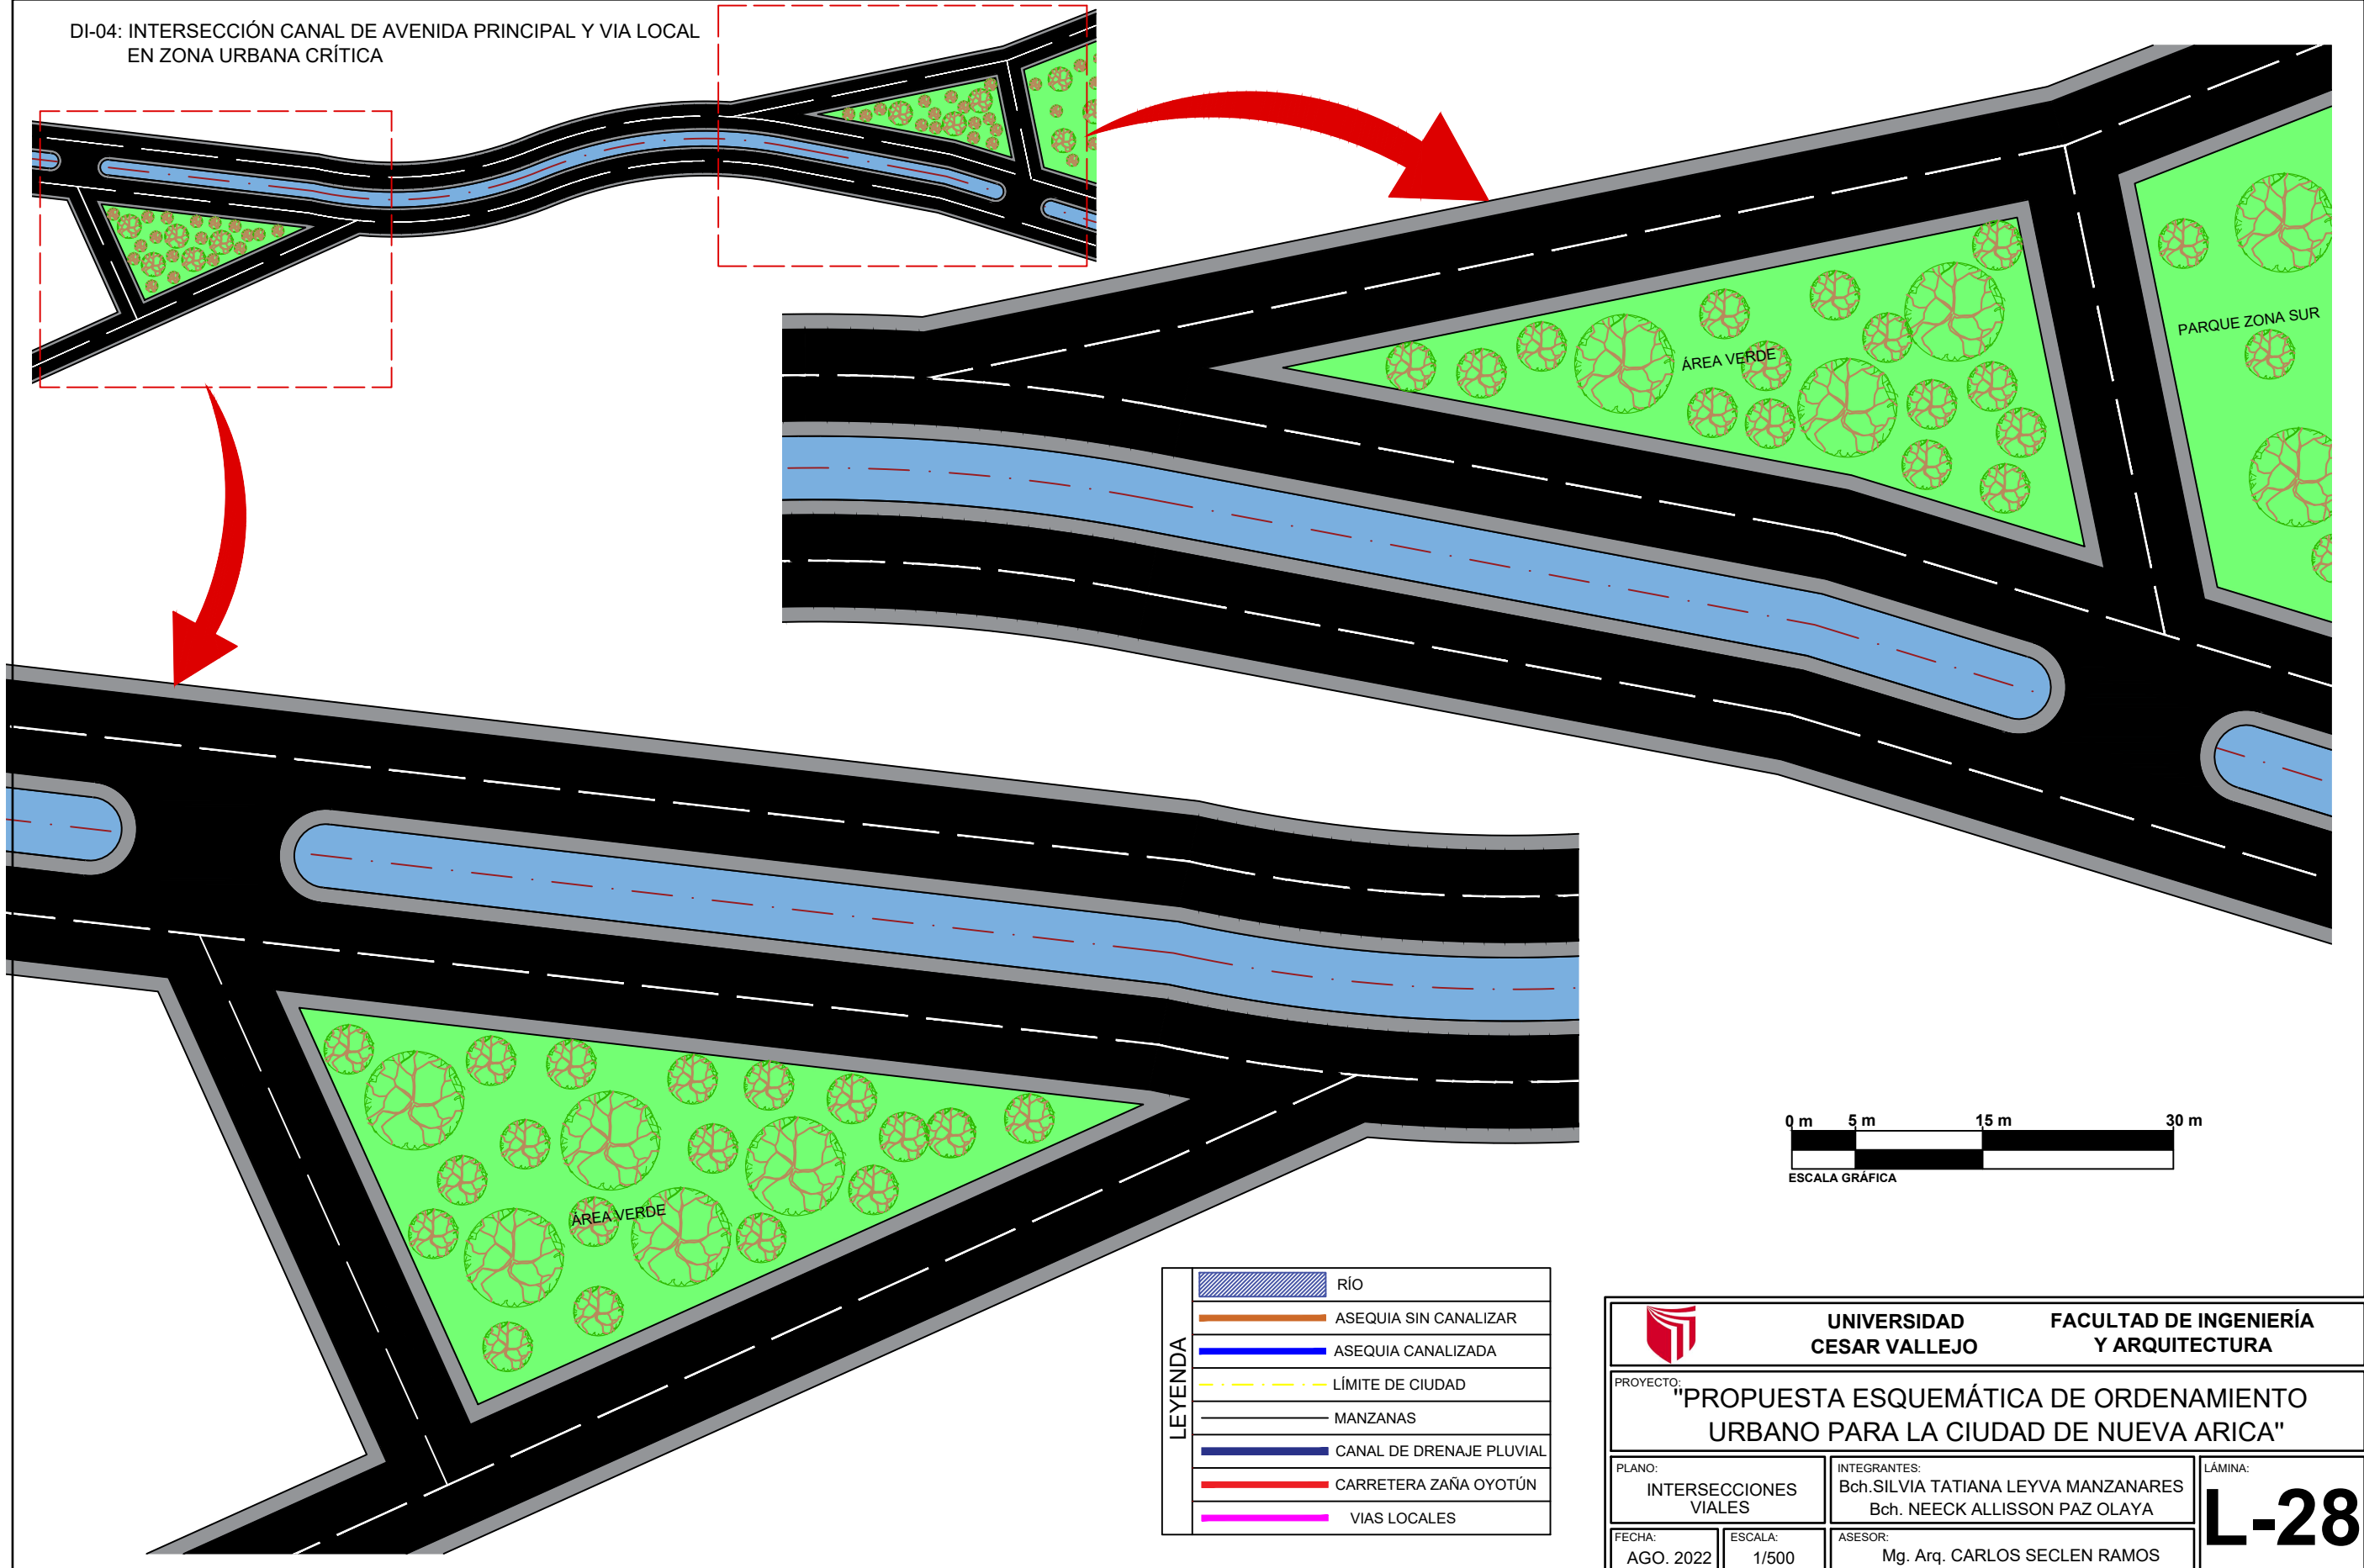 DI-04: INTERSECCIÓN CANAL DE AVENIDA PRINCIPAL Y VIA LOCAL
EN ZONA URBANA CRÍTICA
PARQUE ZONA SUR
ÁREA VERDE
ÁREA VERDE
0 m 5 m 15 m 30 m
ESCALA GRÁFICA
LEYENDA
RÍO
ASEQUIA SIN CANALIZAR
ASEQUIA CANALIZADA
LÍMITE DE CIUDAD
MANZANAS
CANAL DE DRENAJE PLUVIAL
CARRETERA ZAÑA OYOTÚN
VIAS LOCALES
UNIVERSIDAD
CESAR VALLEJO
FACULTAD DE INGENIERÍA
Y ARQUITECTURA
PROYECTO:
"PROPUESTA ESQUEMÁTICA DE ORDENAMIENTO
URBANO PARA LA CIUDAD DE NUEVA ARICA"
PLANO:
INTERSECCIONES
VIALES
INTEGRANTES:
Bch.SILVIA TATIANA LEYVA MANZANARES
Bch. NEECK ALLISSON PAZ OLAYA
LÁMINA:
L-28
FECHA:
AGO. 2022
ESCALA:
1/500
ASESOR:
Mg. Arq. CARLOS SECLEN RAMOS